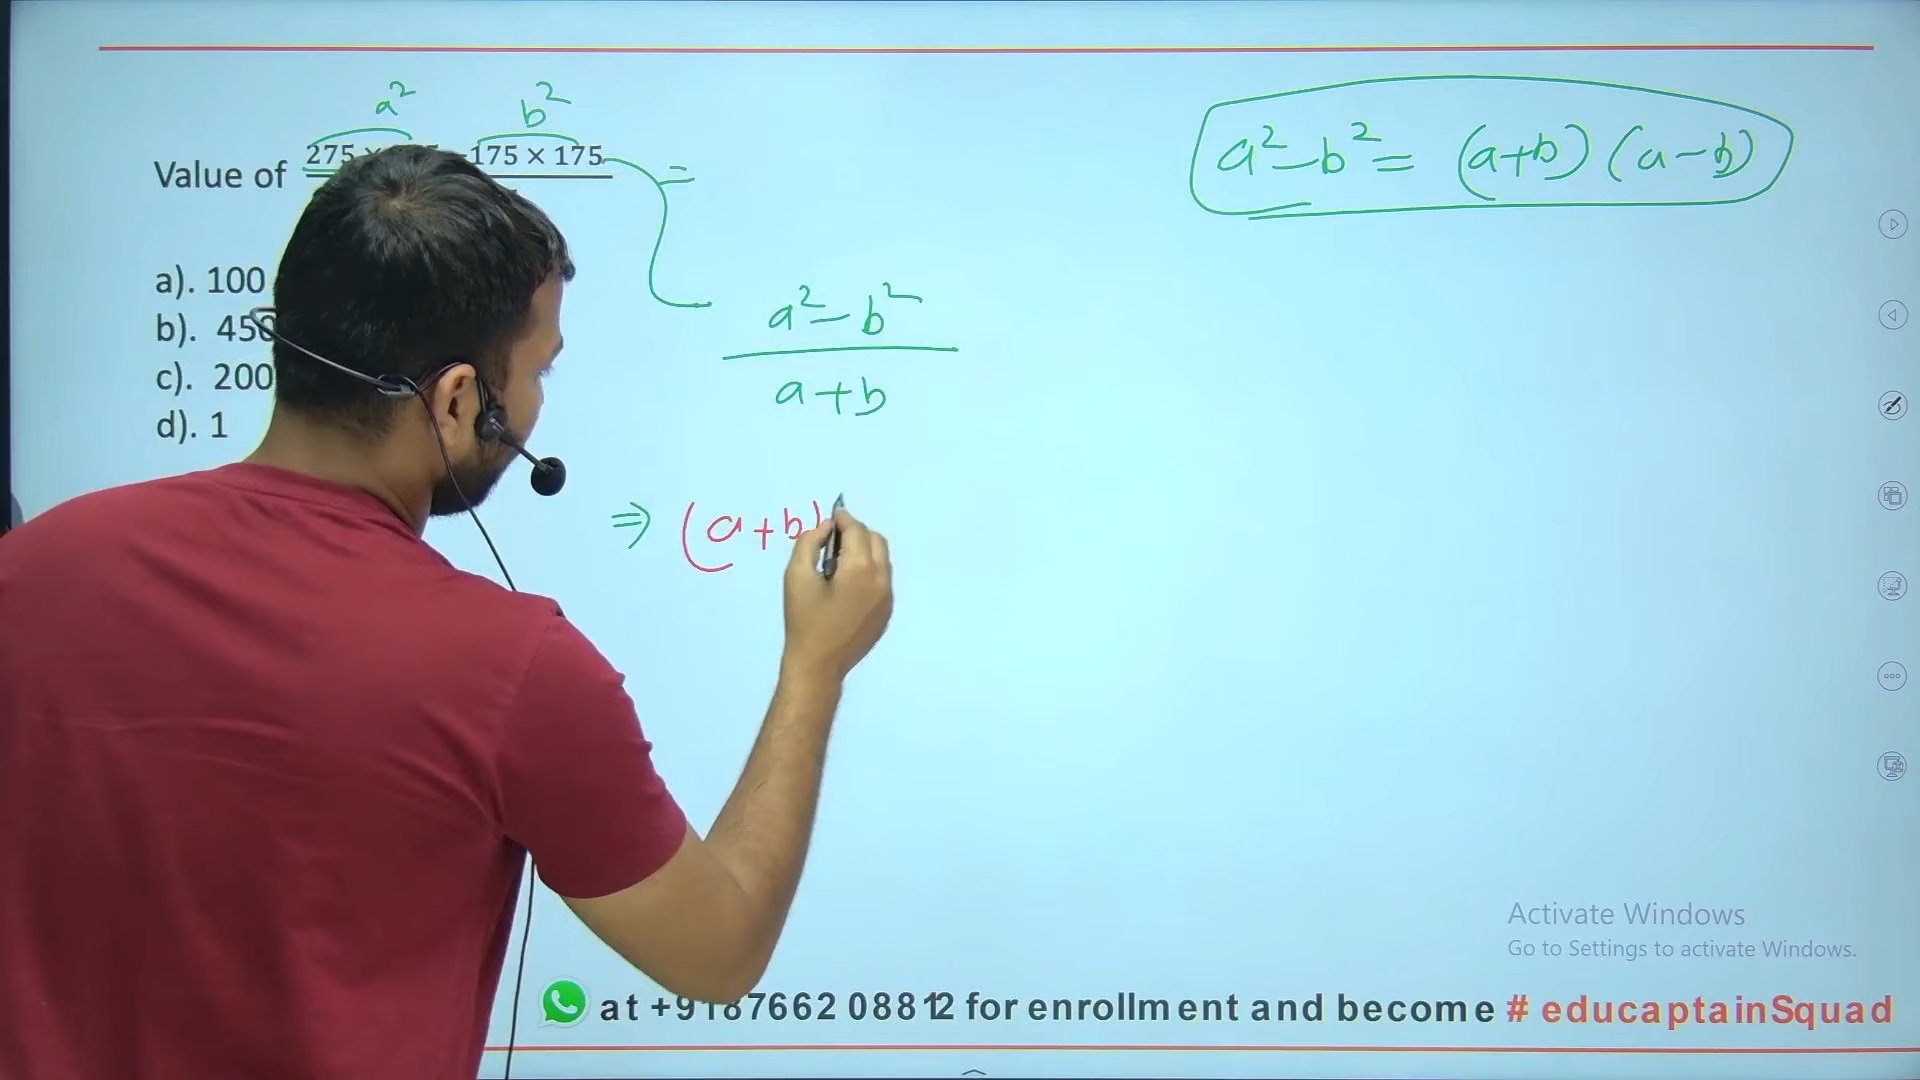 a² b²
Value of 275 × – 175 × 175 =
a² – b² = (a+b) (a – b)
a). 100
b). 450
c). 200
d). 1
a² – b²
a + b
⇒ (a + b)
Activate Windows
Go to Settings to activate Windows.
at +9187662 08812 for enrollment and become # educaptainSquad